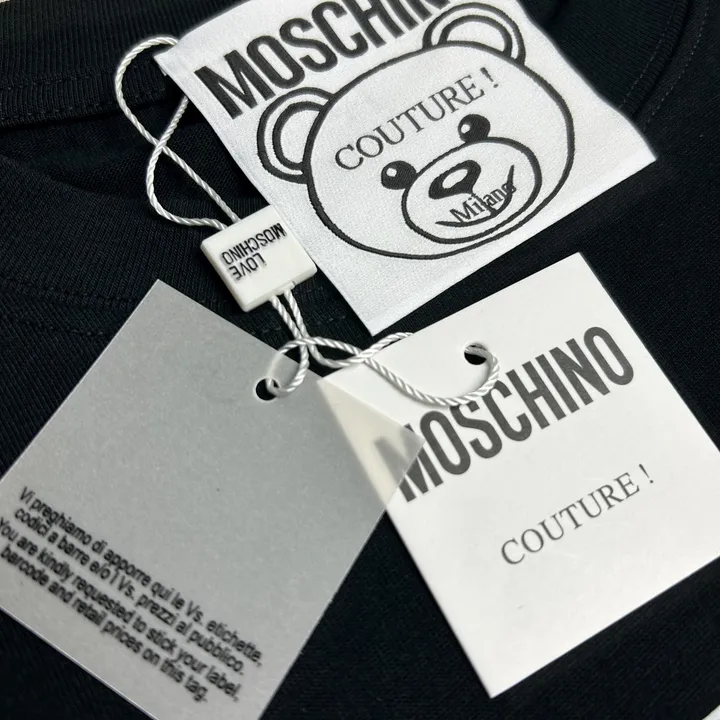 MOSCHINO
COUTURE !
Milano
LOVE
MOSCHINO
MOSCHINO
COUTURE !
Vi preghiamo di apporre qui le Vs. etichette,
codici a barre e/o i Vs. prezzi al pubblico.
You are kindly requested to stick your label,
barcode and retail prices on this tag.